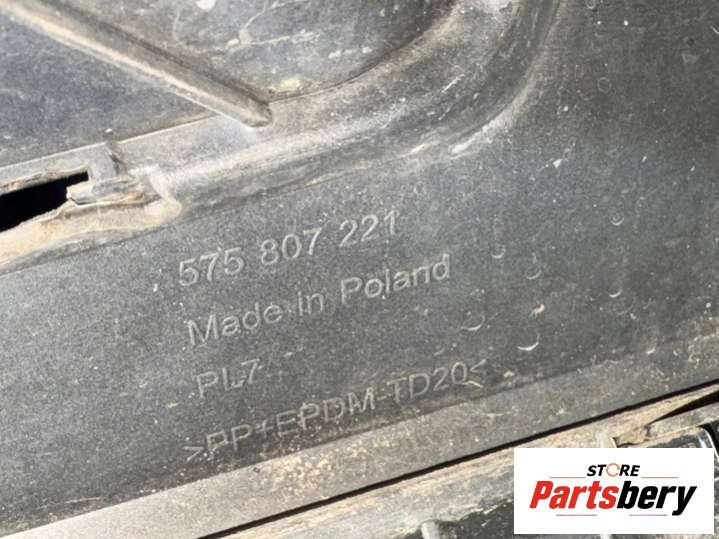 575 807 221
Made in Poland
PL7
>PP+EPDM-TD20<
STORE
Partsbery